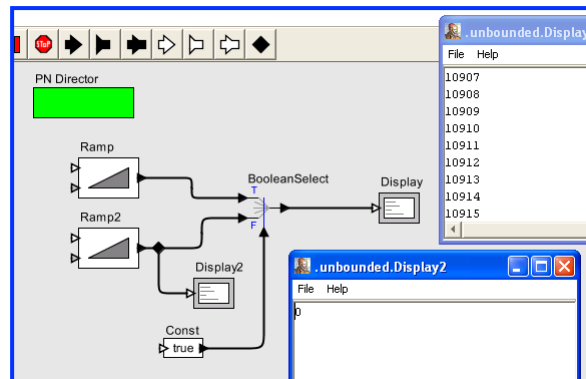 STOP
PN Director
Ramp
BooleanSelect
T
F
Display
Ramp2
Display2
Const
true
.unbounded.Display
File Help
10907
10908
10909
10910
10911
10912
10913
10914
10915
.unbounded.Display2
File Help
0